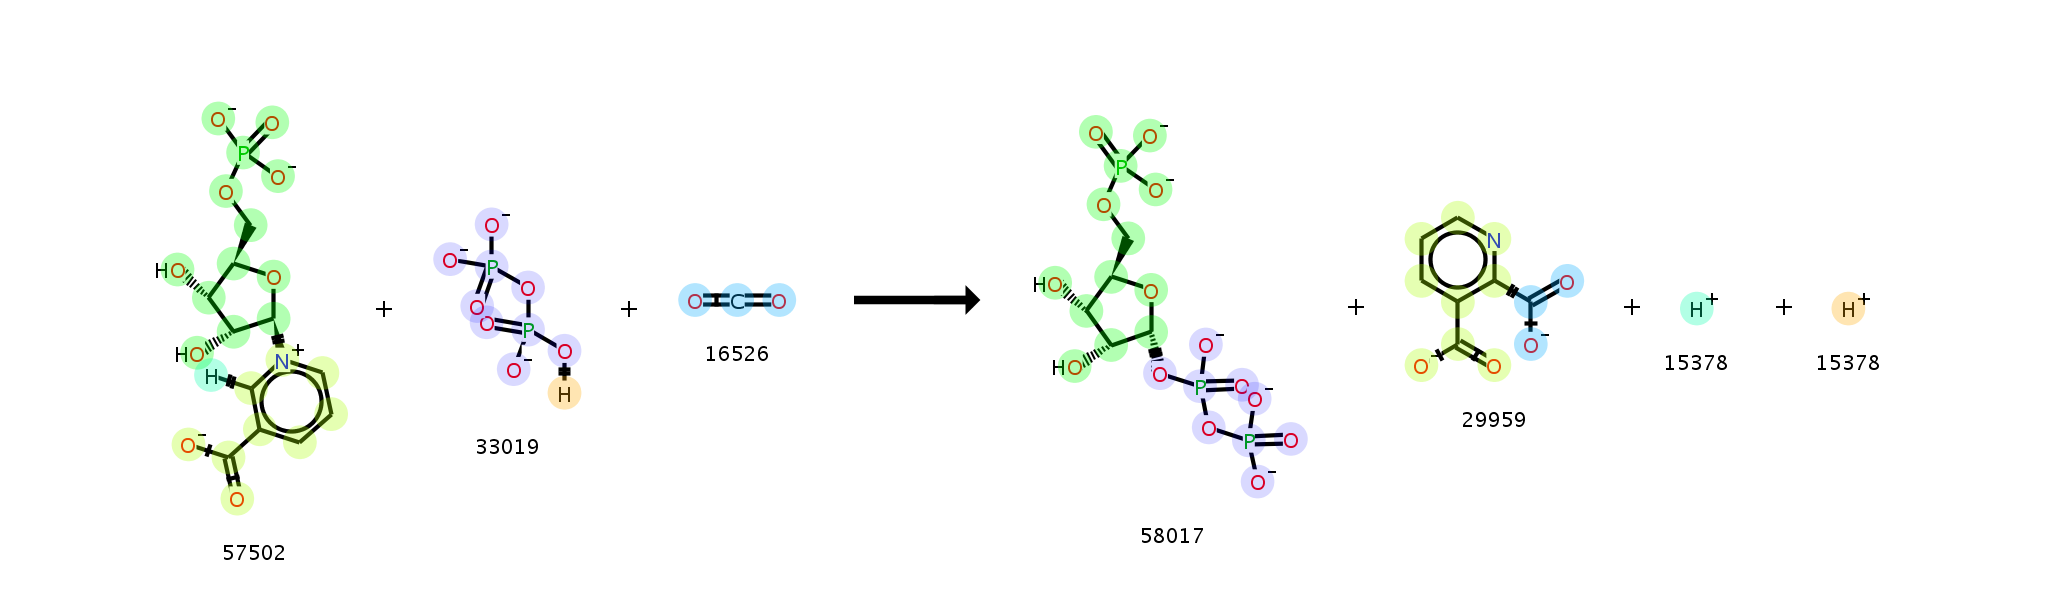 O⁻ O
P
O⁻
O
HO O
HO
H N⁺
O⁻
O
57502
+
O⁻
O⁻ P
O O
O P
O⁻ O
H
33019
+
O C O
16526
O O⁻
P
O⁻
O
HO O
HO
O⁻
O P O
O⁻
O P O
O⁻
58017
+
N
O
O⁻ O O⁻
29959
+
H⁺
15378
+
H⁺
15378